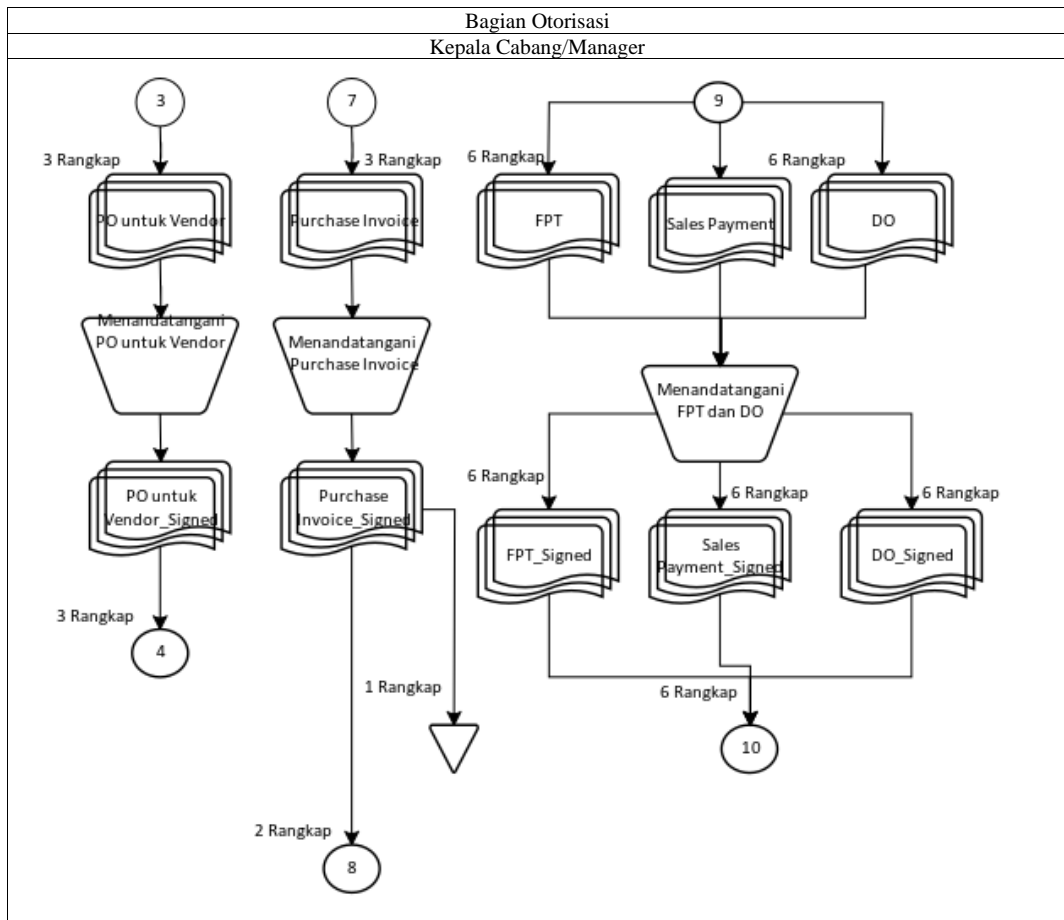 Bagian Otorisasi
Kepala Cabang/Manager
3
7
9
3 Rangkap
3 Rangkap
6 Rangkap
6 Rangkap
PO untuk Vendor
Purchase Invoice
FPT
Sales Payment
DO
Menandatangani
PO untuk Vendor
Menandatangani
Purchase Invoice
Menandatangani
FPT dan DO
6 Rangkap
6 Rangkap
6 Rangkap
PO untuk
Vendor_Signed
Purchase
Invoice_Signed
FPT_Signed
Sales
Payment_Signed
DO_Signed
3 Rangkap
4
1 Rangkap
6 Rangkap
10
2 Rangkap
8